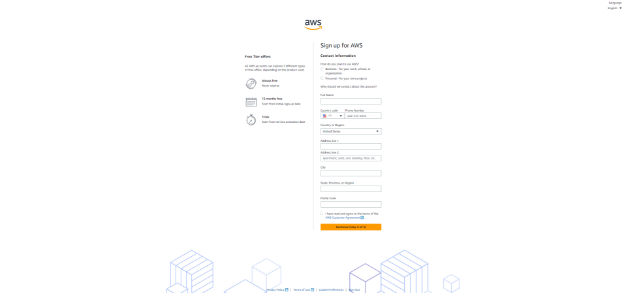 Language
English
aws
Sign up for AWS
Free Tier offers
All AWS accounts can explore 3 different types of free offers, depending on the product used.
Always free
Never expires
12 months free
Start from initial sign-up date
Trials
Start from service activation date
Contact Information
How do you plan to use AWS?
Business - for your work, school, or organization
Personal - for your own projects
Who should we contact about this account?
Full Name
Country code
Phone Number
222-333-4444
Country or Region
United States
Address line 1
Address line 2
Apartment, suite, unit, building, floor, etc.
City
State, Province, or Region
Postal Code
I have read and agree to the terms of the
AWS Customer Agreement
Continue (step 2 of 5)
Privacy Policy | Terms of Use | Cookie Preferences |